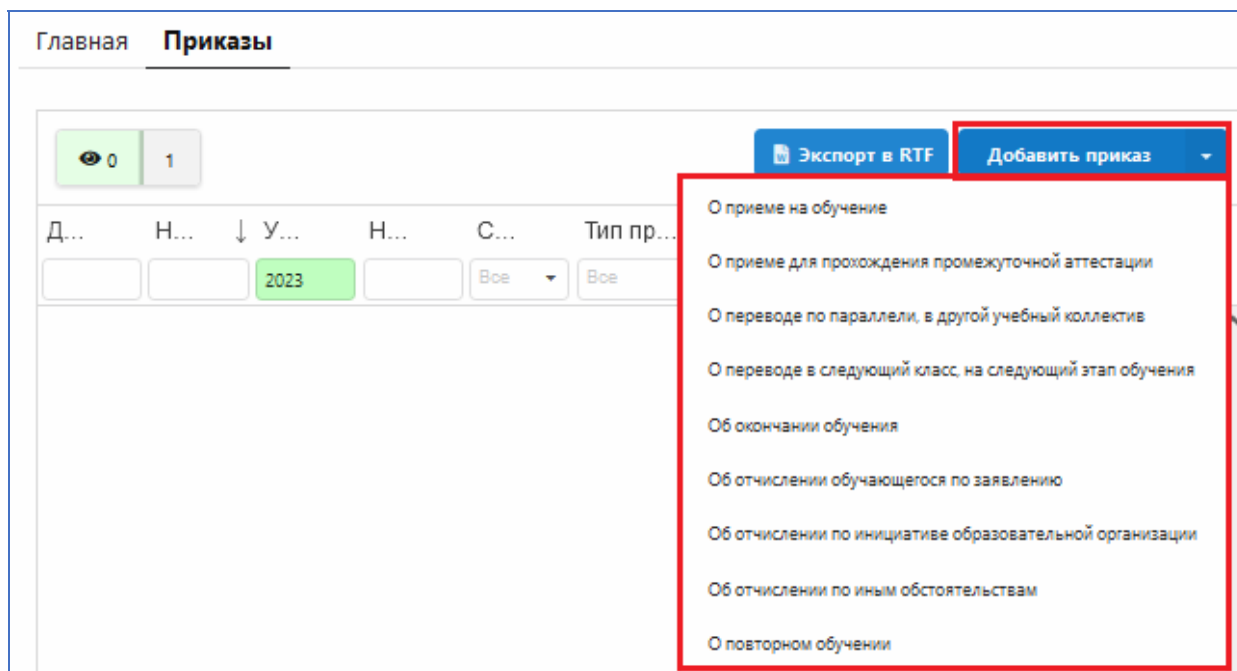 Главная Приказы
0 1 Экспорт в RTF Добавить приказ
Д... Н... ↓ У... Н... С... Тип пр...
2023 Все Все
О приеме на обучение
О приеме для прохождения промежуточной аттестации
О переводе по параллели, в другой учебный коллектив
О переводе в следующий класс, на следующий этап обучения
Об окончании обучения
Об отчислении обучающегося по заявлению
Об отчислении по инициативе образовательной организации
Об отчислении по иным обстоятельствам
О повторном обучении